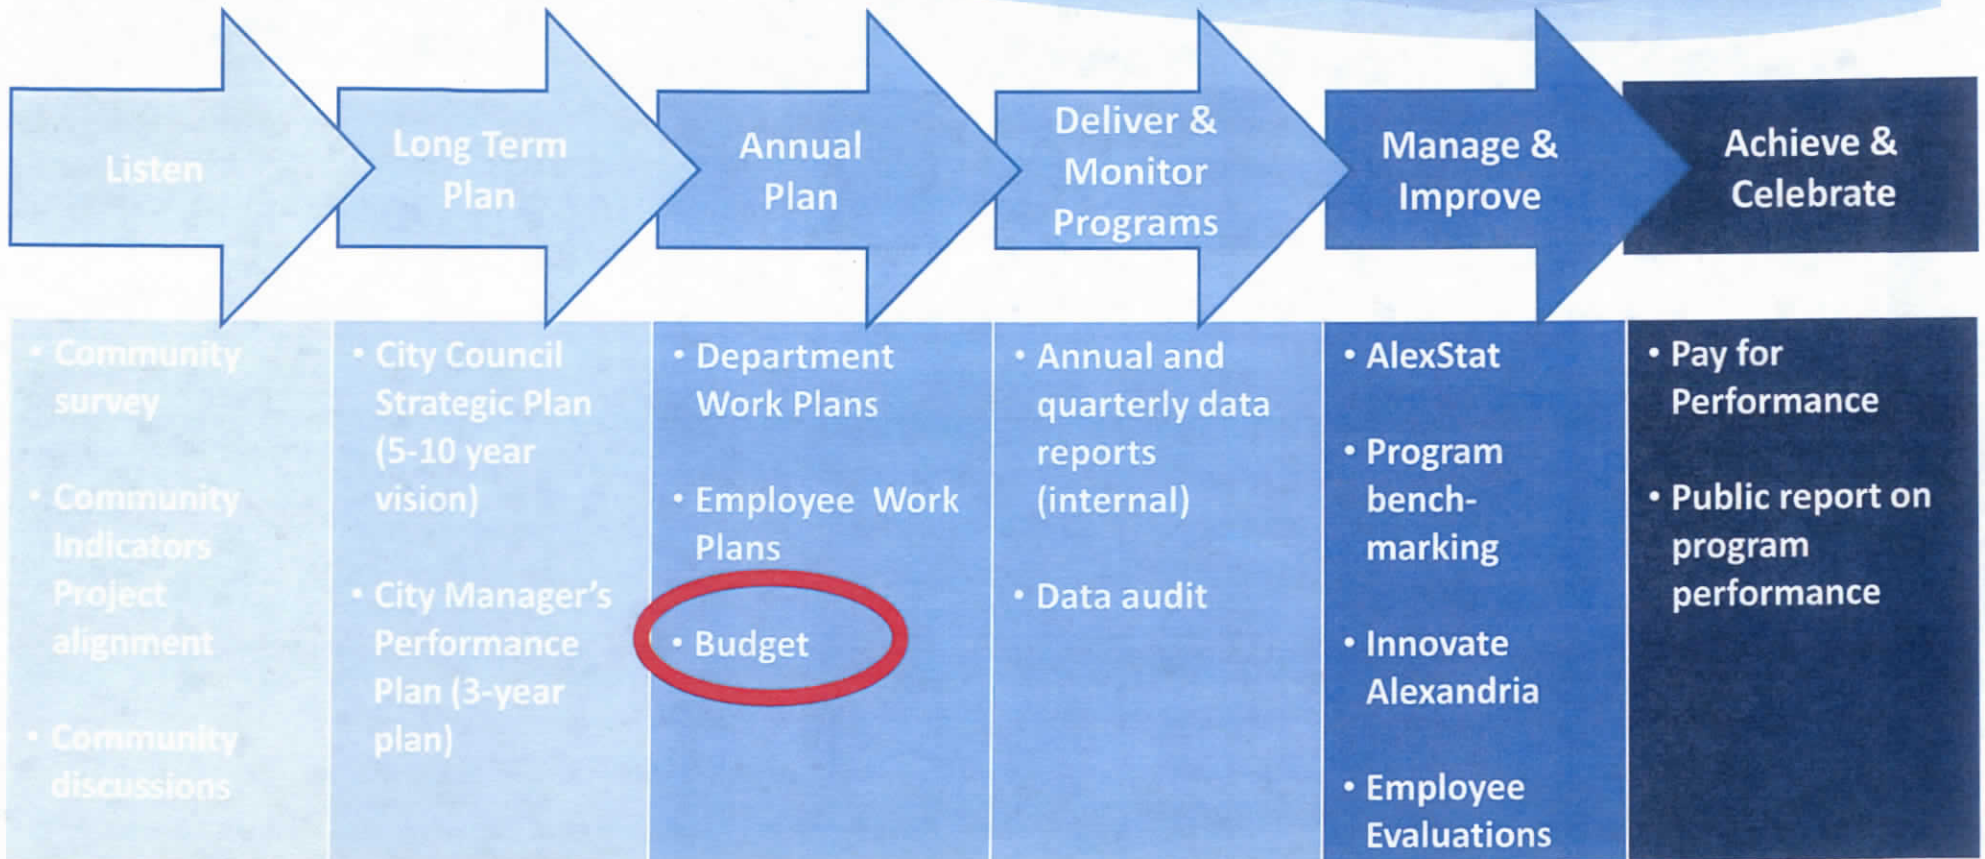 Listen
Long Term
Plan
Annual
Plan
Deliver &
Monitor
Programs
Manage &
Improve
Achieve &
Celebrate
• Community
survey
• Community
Indicators
Project
alignment
• Community
discussions
• City Council
Strategic Plan
(5-10 year
vision)
• City Manager's
Performance
Plan (3-year
plan)
• Department
Work Plans
• Employee Work
Plans
• Budget
• Annual and
quarterly data
reports
(internal)
• Data audit
• AlexStat
• Program
bench-
marking
• Innovate
Alexandria
• Employee
Evaluations
• Pay for
Performance
• Public report on
program
performance